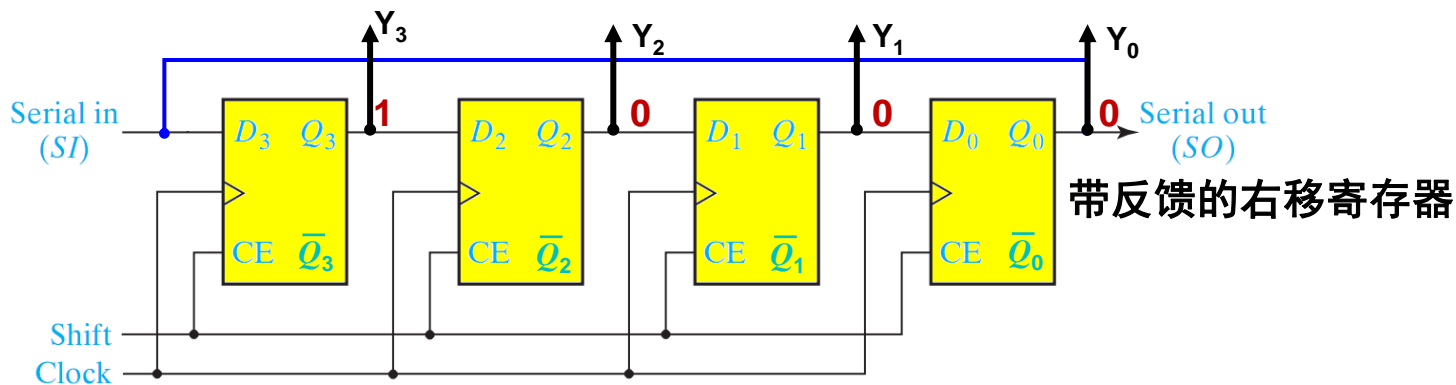 Y₃ Y₂ Y₁ Y₀
Serial in
(SI)
D₃ Q₃ 1 D₂ Q₂ 0 D₁ Q₁ 0 D₀ Q₀ 0
Serial out
(SO)
带反馈的右移寄存器
CE Q̅₃ CE Q̅₂ CE Q̅₁ CE Q̅₀
Shift
Clock